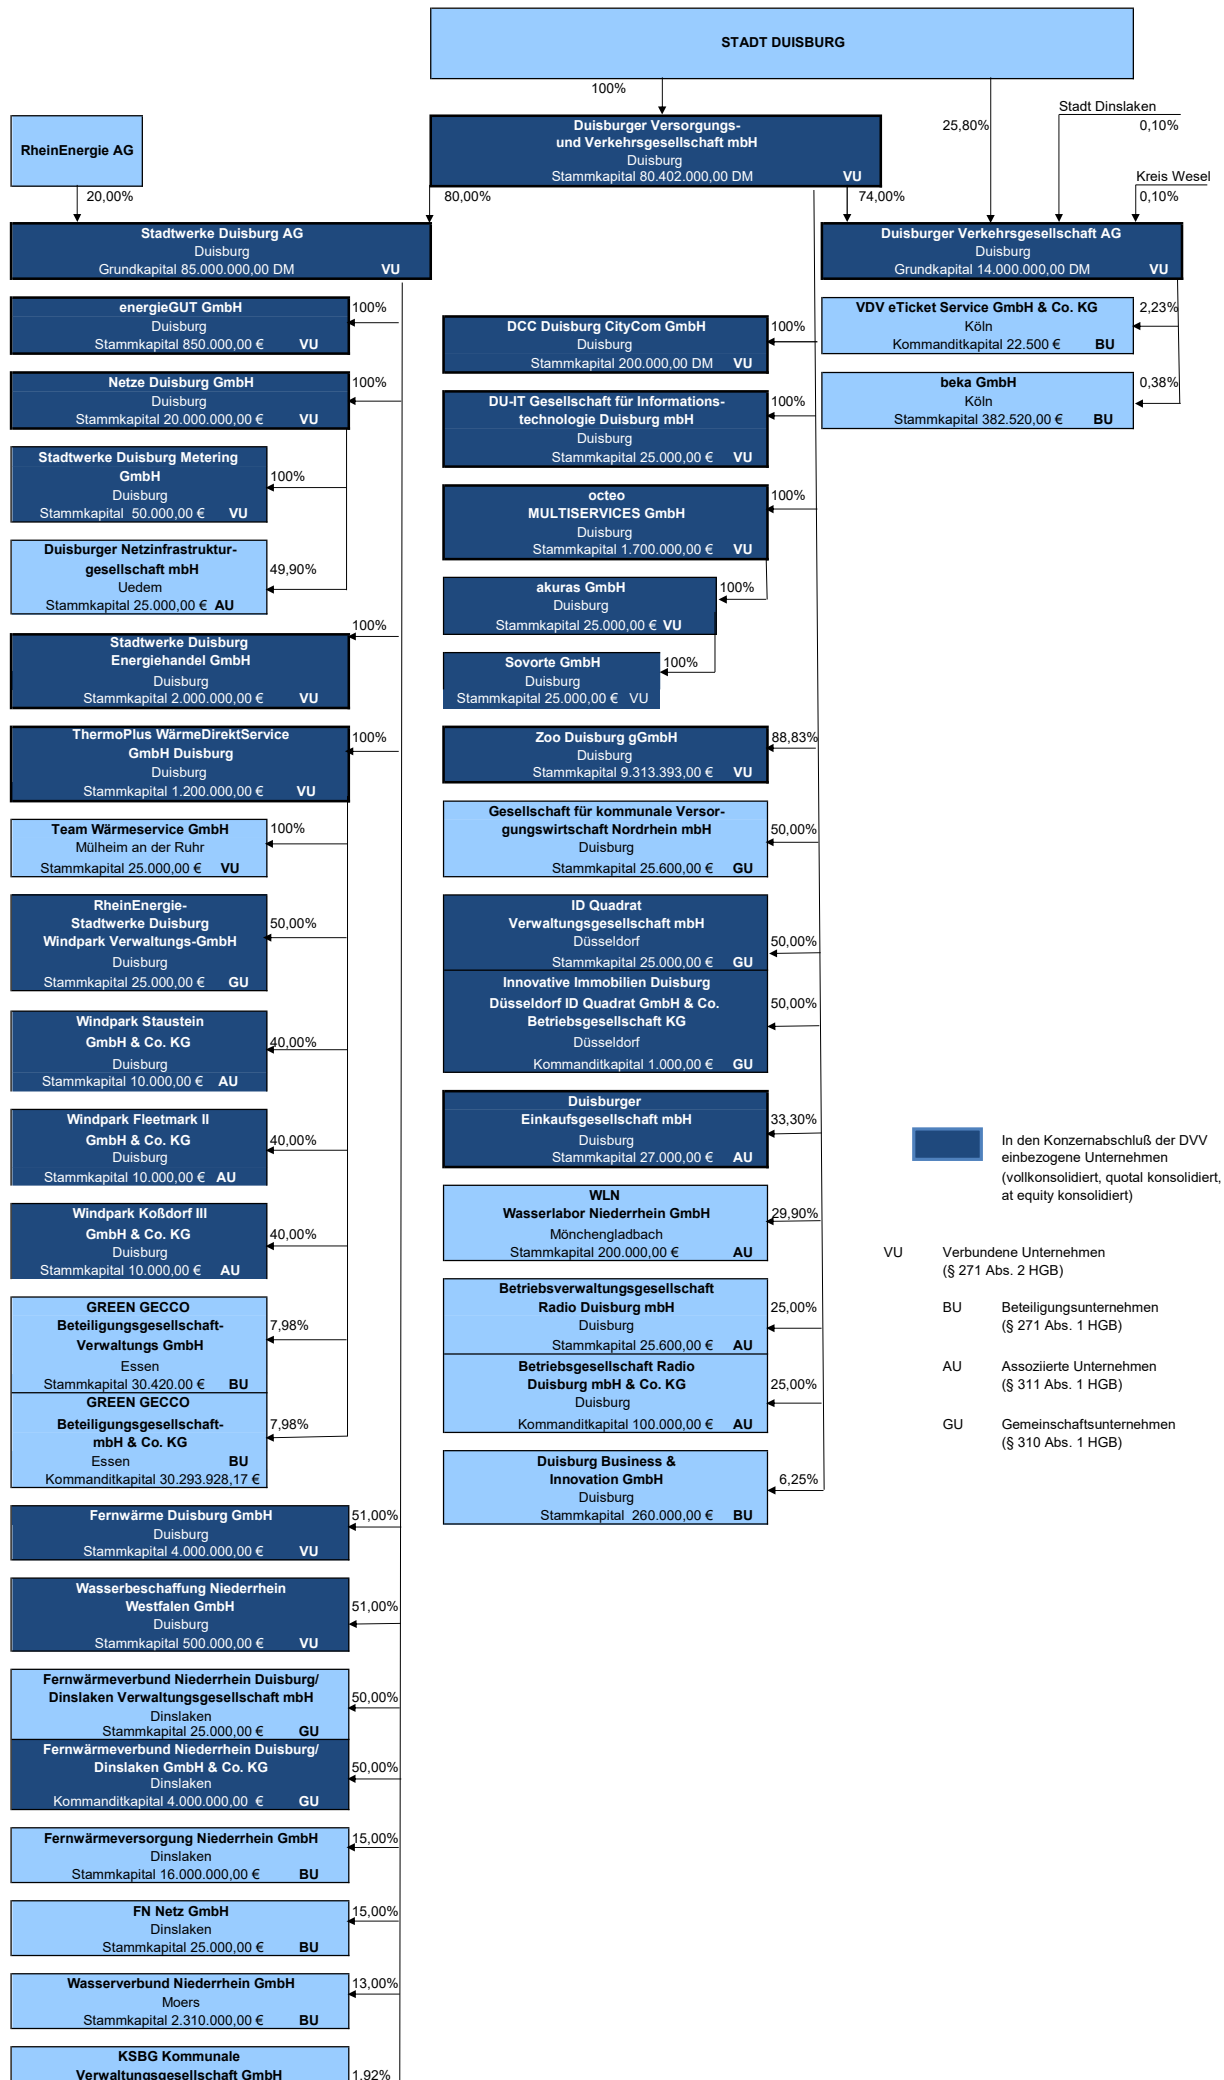 STADT DUISBURG
100%
25,80%
Stadt Dinslaken
0,10%
Kreis Wesel
0,10%
RheinEnergie AG
20,00%
Duisburger Versorgungs-
und Verkehrsgesellschaft mbH
Duisburg
Stammkapital 80.402.000,00 DM VU
80,00%
74,00%
Stadtwerke Duisburg AG
Duisburg
Grundkapital 85.000.000,00 DM VU
Duisburger Verkehrsgesellschaft AG
Duisburg
Grundkapital 14.000.000,00 DM VU
energieGUT GmbH
Duisburg
Stammkapital 850.000,00 € VU
100%
Netze Duisburg GmbH
Duisburg
Stammkapital 20.000.000,00 € VU
100%
Stadtwerke Duisburg Metering
GmbH
Duisburg
Stammkapital 50.000,00 € VU
100%
Duisburger Netzinfrastruktur-
gesellschaft mbH
Uedem
Stammkapital 25.000,00 € AU
49,90%
Stadtwerke Duisburg
Energiehandel GmbH
Duisburg
Stammkapital 2.000.000,00 € VU
100%
ThermoPlus WärmeDirektService
GmbH Duisburg
Duisburg
Stammkapital 1.200.000,00 € VU
100%
Team Wärmeservice GmbH
Mülheim an der Ruhr
Stammkapital 25.000,00 € VU
100%
RheinEnergie-
Stadtwerke Duisburg
Windpark Verwaltungs-GmbH
Duisburg
Stammkapital 25.000,00 € GU
50,00%
Windpark Staustein
GmbH & Co. KG
Duisburg
Stammkapital 10.000,00 € AU
40,00%
Windpark Fleetmark II
GmbH & Co. KG
Duisburg
Stammkapital 10.000,00 € AU
40,00%
Windpark Koßdorf III
GmbH & Co. KG
Duisburg
Stammkapital 10.000,00 € AU
40,00%
GREEN GECCO
Beteiligungsgesellschaft-
Verwaltungs GmbH
Essen
Stammkapital 30.420.00 € BU
7,98%
GREEN GECCO
Beteiligungsgesellschaft-
mbH & Co. KG
Essen BU
Kommanditkapital 30.293.928,17 €
7,98%
Fernwärme Duisburg GmbH
Duisburg
Stammkapital 4.000.000,00 € VU
51,00%
Wasserbeschaffung Niederrhein
Westfalen GmbH
Duisburg
Stammkapital 500.000,00 € VU
51,00%
Fernwärmeverbund Niederrhein Duisburg/
Dinslaken Verwaltungsgesellschaft mbH
Dinslaken
Stammkapital 25.000,00 € GU
50,00%
Fernwärmeverbund Niederrhein Duisburg/
Dinslaken GmbH & Co. KG
Dinslaken
Kommanditkapital 4.000.000,00 € GU
50,00%
Fernwärmeversorgung Niederrhein GmbH
Dinslaken
Stammkapital 16.000.000,00 € BU
15,00%
FN Netz GmbH
Dinslaken
Stammkapital 25.000,00 € BU
15,00%
Wasserverbund Niederrhein GmbH
Moers
Stammkapital 2.310.000,00 € BU
13,00%
KSBG Kommunale
Verwaltungsgesellschaft GmbH
1,92%
DCC Duisburg CityCom GmbH
Duisburg
Stammkapital 200.000,00 DM VU
100%
DU-IT Gesellschaft für Informations-
technologie Duisburg mbH
Duisburg
Stammkapital 25.000,00 € VU
100%
octeo
MULTISERVICES GmbH
Duisburg
Stammkapital 1.700.000,00 € VU
100%
akuras GmbH
Duisburg
Stammkapital 25.000,00 € VU
100%
Sovorte GmbH
Duisburg
Stammkapital 25.000,00 € VU
100%
Zoo Duisburg gGmbH
Duisburg
Stammkapital 9.313.393,00 € VU
88,83%
Gesellschaft für kommunale Versor-
gungswirtschaft Nordrhein mbH
Duisburg
Stammkapital 25.600,00 € GU
50,00%
ID Quadrat
Verwaltungsgesellschaft mbH
Düsseldorf
Stammkapital 25.000,00 € GU
50,00%
Innovative Immobilien Duisburg
Düsseldorf ID Quadrat GmbH & Co.
Betriebsgesellschaft KG
Düsseldorf
Kommanditkapital 1.000,00 € GU
50,00%
Duisburger
Einkaufsgesellschaft mbH
Duisburg
Stammkapital 27.000,00 € AU
33,30%
WLN
Wasserlabor Niederrhein GmbH
Mönchengladbach
Stammkapital 200.000,00 € AU
29,90%
Betriebsverwaltungsgesellschaft
Radio Duisburg mbH
Duisburg
Stammkapital 25.600,00 € AU
25,00%
Betriebsgesellschaft Radio
Duisburg mbH & Co. KG
Duisburg
Kommanditkapital 100.000,00 € AU
25,00%
Duisburg Business &
Innovation GmbH
Duisburg
Stammkapital 260.000,00 € BU
6,25%
VDV eTicket Service GmbH & Co. KG
Köln
Kommanditkapital 22.500 € BU
2,23%
beka GmbH
Köln
Stammkapital 382.520,00 € BU
0,38%
In den Konzernabschluß der DVV
einbezogene Unternehmen
(vollkonsolidiert, quotal konsolidiert,
at equity konsolidiert)
VU Verbundene Unternehmen
(§ 271 Abs. 2 HGB)
BU Beteiligungsunternehmen
(§ 271 Abs. 1 HGB)
AU Assoziierte Unternehmen
(§ 311 Abs. 1 HGB)
GU Gemeinschaftsunternehmen
(§ 310 Abs. 1 HGB)